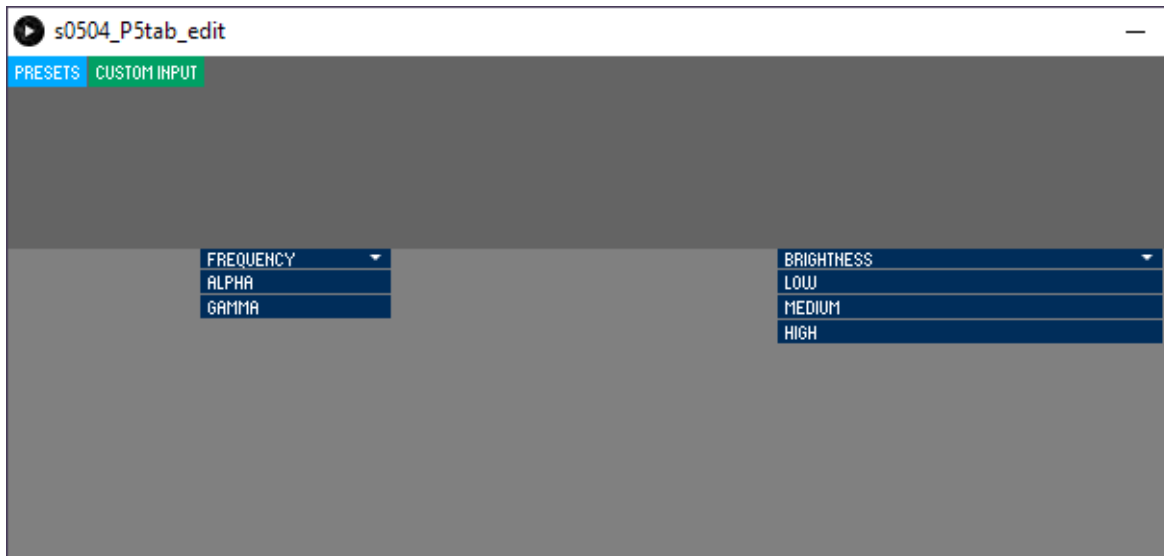 s0504_P5tab_edit
PRESETS CUSTOM INPUT
FREQUENCY BRIGHTNESS
ALPHA LOW
GAMMA MEDIUM
HIGH